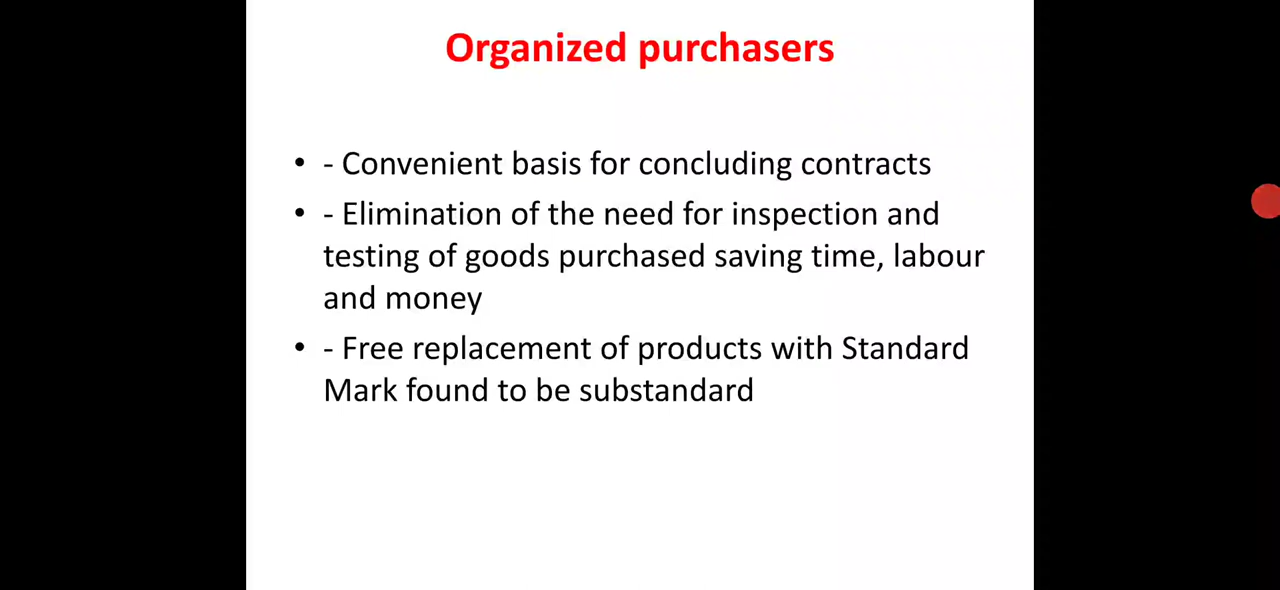 Organized purchasers
• - Convenient basis for concluding contracts
• - Elimination of the need for inspection and
testing of goods purchased saving time, labour
and money
• - Free replacement of products with Standard
Mark found to be substandard